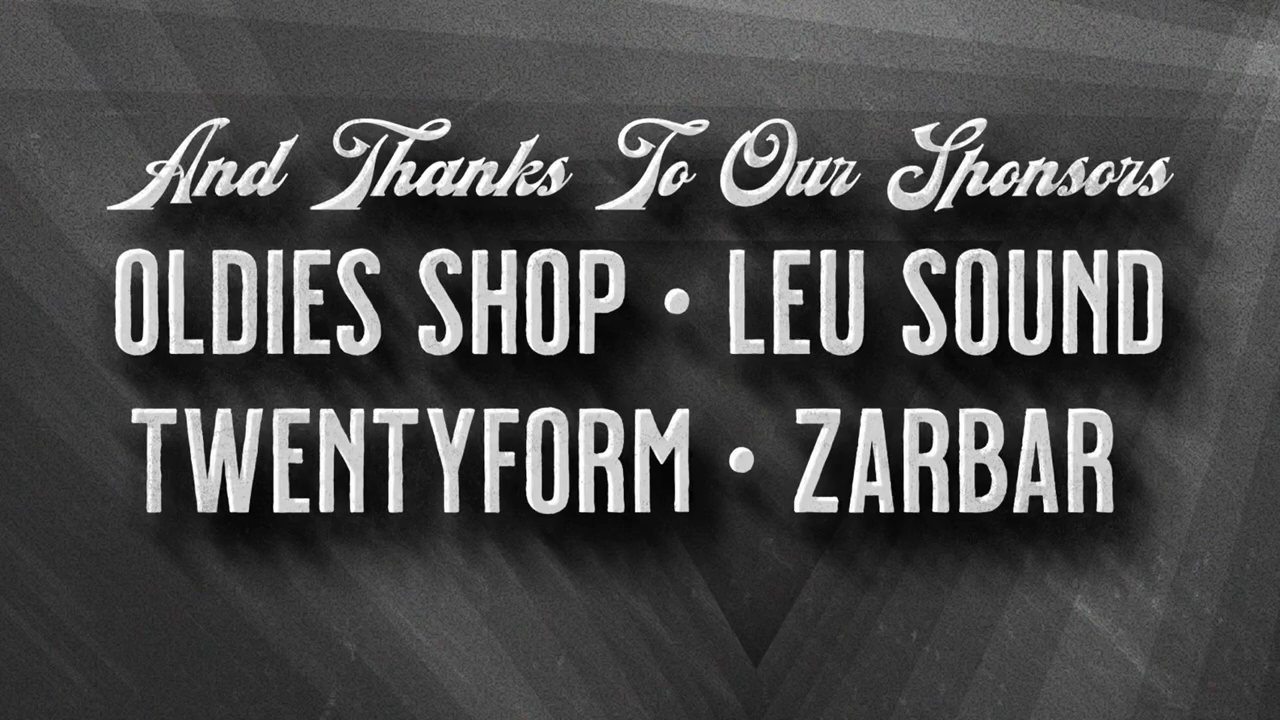 And Thanks To Our Sponsors
OLDIES SHOP • LEU SOUND
TWENTYFORM • ZARBAR